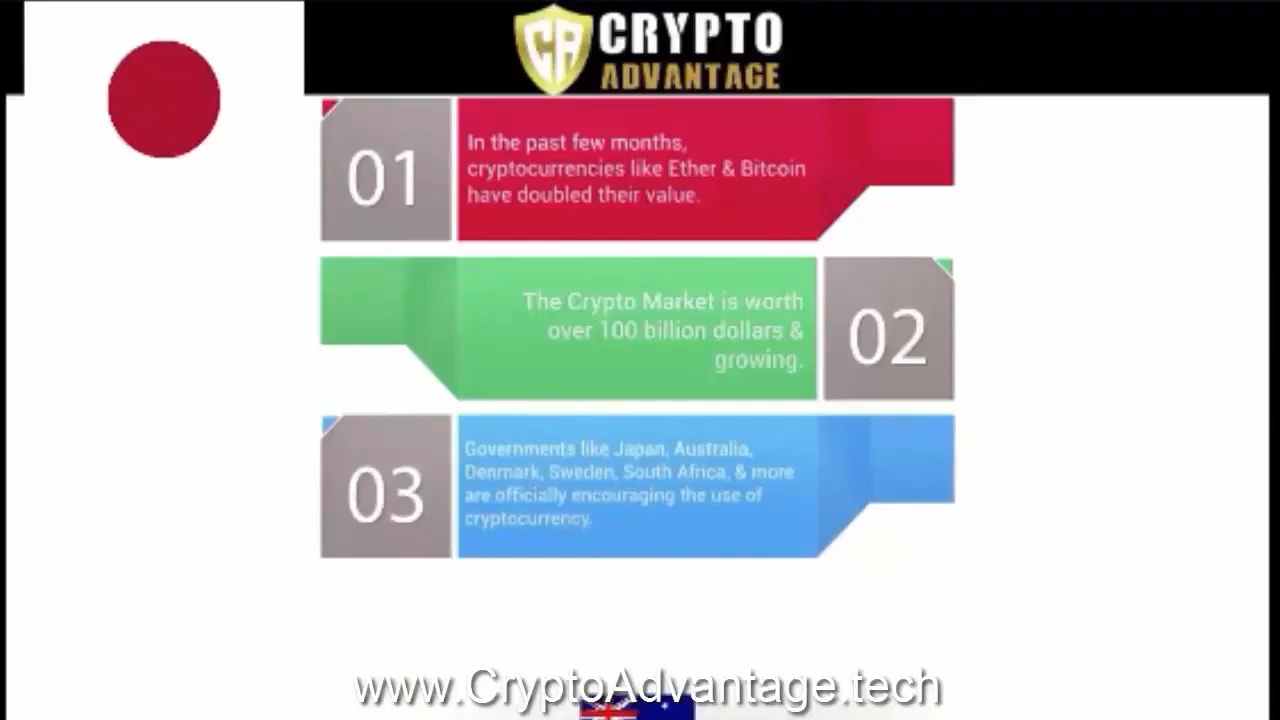 CA CRYPTO
ADVANTAGE
01
In the past few months,
cryptocurrencies like Ether & Bitcoin
have doubled their value.
The Crypto Market is worth
over 100 billion dollars &
growing.
02
03
Governments like Japan, Australia,
Denmark, Sweden, South Africa, & more
are officially encouraging the use of
cryptocurrency.
www.CryptoAdvantage.tech